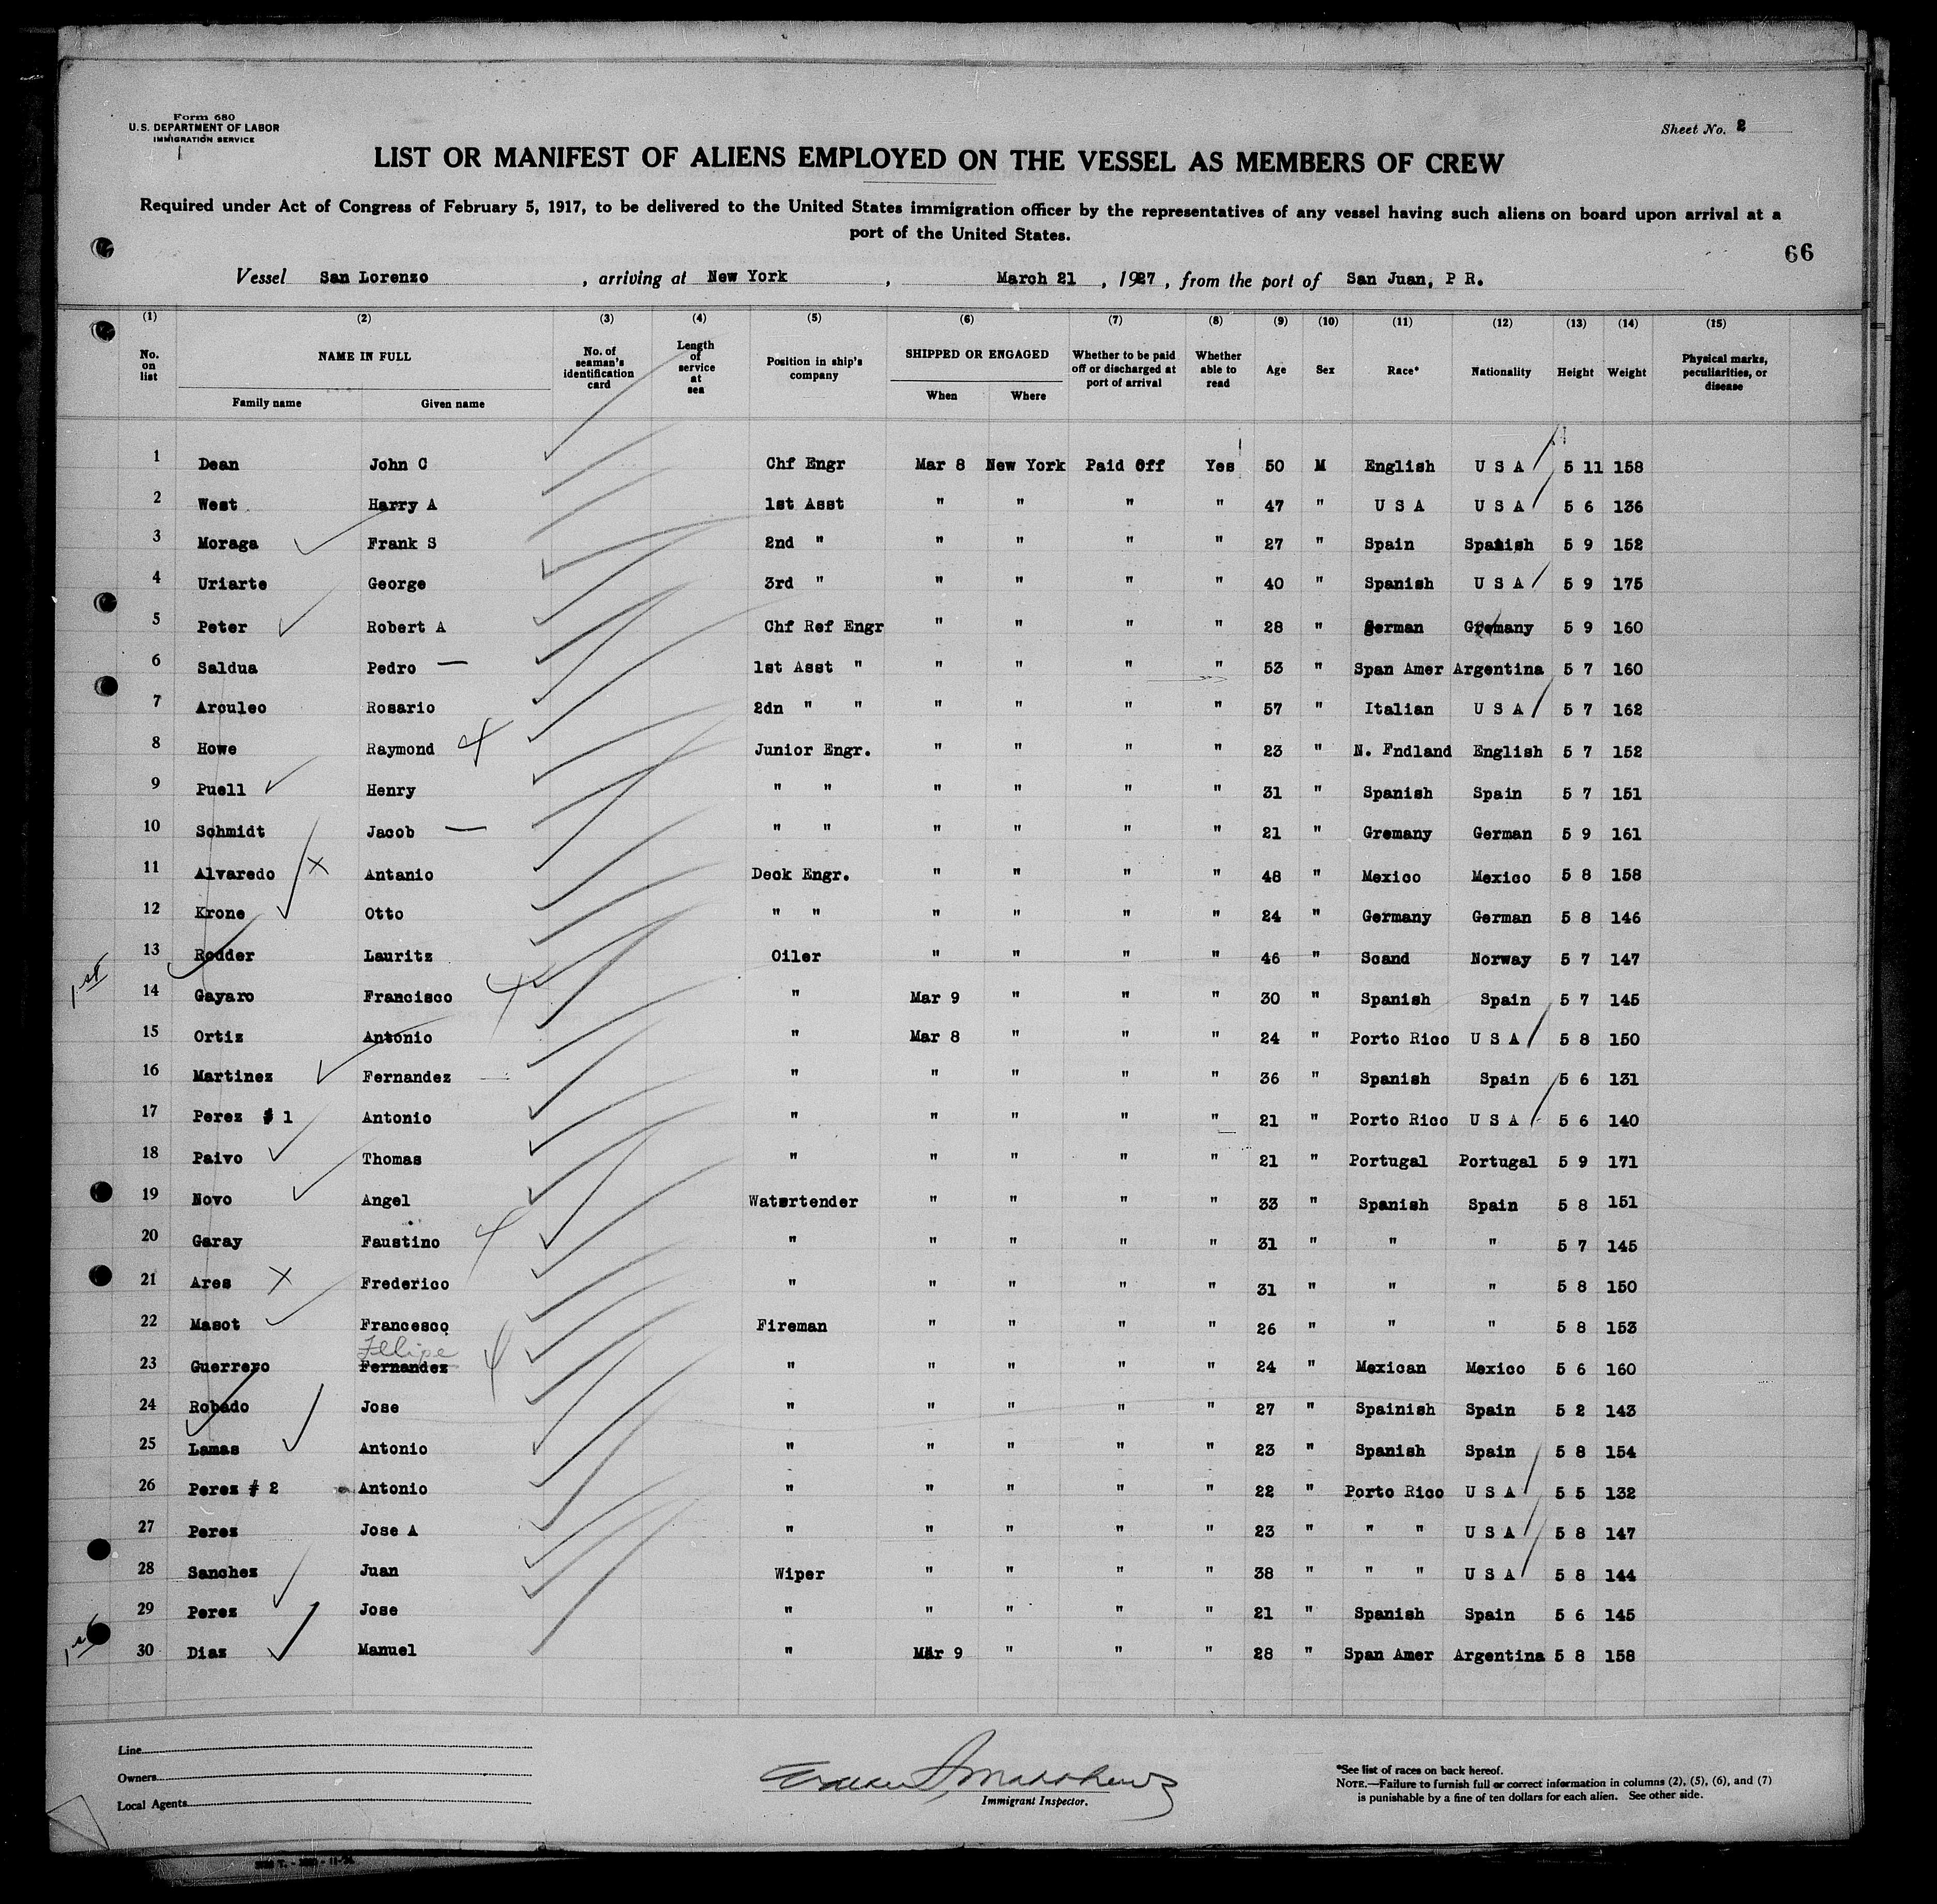 Form 680
U.S. DEPARTMENT OF LABOR
IMMIGRATION SERVICE
Sheet No. 2
LIST OR MANIFEST OF ALIENS EMPLOYED ON THE VESSEL AS MEMBERS OF CREW
Required under Act of Congress of February 5, 1917, to be delivered to the United States immigration officer by the representatives of any vessel having such aliens on board upon arrival at a
port of the United States.
66
Vessel San Lorenzo , arriving at New York , March 21 , 1927 , from the port of San Juan, P R.
(1) (2) (3) (4) (5) (6) (7) (8) (9) (10) (11) (12) (13) (14) (15)
No. on list NAME IN FULL Family name Given name No. of seaman's identification card Length of service at sea Position in ship's company SHIPPED OR ENGAGED When Where Whether to be paid off or discharged at port of arrival Whether able to read Age Sex Race* Nationality Height Weight Physical marks, peculiarities, or disease
1 Dean John C Chf Engr Mar 8 New York Paid Off Yes 50 M English U S A 5 11 158
2 West Harry A 1st Asst " " " " 47 " U S A U S A 5 6 136
3 Moraga Frank S 2nd " " " " " 27 " Spain Spanish 5 9 152
4 Uriarte George 3rd " " " " " 40 " Spanish U S A 5 9 175
5 Peter Robert A Chf Ref Engr " " " " 28 " German Gremany 5 9 160
6 Saldua Pedro — 1st Asst " " " " " 53 " Span Amer Argentina 5 7 160
7 Arculeo Rosario 2dn " " " " " " 57 " Italian U S A 5 7 162
8 Howe Raymond Junior Engr. " " " " 23 " N. Fndland English 5 7 152
9 Puell Henry " " " " " " 31 " Spanish Spain 5 7 151
10 Schmidt Jacob — " " " " " " 21 " Gremany German 5 9 161
11 Alvaredo Antanio Deck Engr. " " " " 48 " Mexico Mexico 5 8 158
12 Krone Otto " " " " " " 24 " Germany German 5 8 146
1st
13 Rodder Lauritz Oiler " " " " 46 " Scand Norway 5 7 147
14 Gayaro Francisco " Mar 9 " " " 30 " Spanish Spain 5 7 145
15 Ortiz Antonio " Mar 8 " " " 24 " Porto Rico U S A 5 8 150
16 Martinez Fernandez " " " " " 36 " Spanish Spain 5 6 131
17 Perez # 1 Antonio " " " " " 21 " Porto Rico U S A 5 6 140
18 Paivo Thomas " " " " " 21 " Portugal Portugal 5 9 171
19 Novo Angel Watertender " " " " 33 " Spanish Spain 5 8 151
20 Garay Faustino " " " " " 31 " " " 5 7 145
21 Ares Frederico " " " " " 31 " " " 5 8 150
22 Masot Francesco Fireman " " " " 26 " " " 5 8 153
Felipe
23 Guerrero Fernandez " " " " " 24 " Mexican Mexico 5 6 160
24 Robado Jose " " " " " 27 " Spainish Spain 5 2 143
25 Lamas Antonio " " " " " 23 " Spanish Spain 5 8 154
26 Perez # 2 Antonio " " " " " 22 " Porto Rico U S A 5 5 132
27 Perez Jose A " " " " " 23 " " " U S A 5 8 147
28 Sanchez Juan Wiper " " " " 38 " " " U S A 5 8 144
29 Perez Jose " " " " " 21 " Spanish Spain 5 6 145
1st
30 Diaz Manuel " Mar 9 " " " 28 " Span Amer Argentina 5 8 158
Line
Owners
Local Agents
Immigrant Inspector.
*See list of races on back hereof.
NOTE.—Failure to furnish full or correct information in columns (2), (5), (6), and (7)
is punishable by a fine of ten dollars for each alien. See other side.